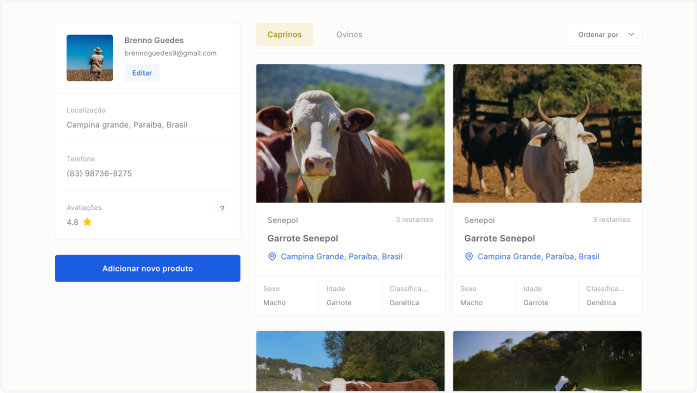 Brenno Guedes
brennoguedes9@gmail.com
Editar
Localização
Campina grande, Paraíba, Brasil
Telefone
(83) 98736-8275
Avaliações
?
4.8
Adicionar novo produto
Caprinos
Ovinos
Ordenar por
Senepol
3 restantes
Garrote Senepol
Campina Grande, Paraíba, Brasil
Sexo
Idade
Classifica...
Macho
Garrote
Genética
Senepol
3 restantes
Garrote Senepol
Campina Grande, Paraíba, Brasil
Sexo
Idade
Classifica...
Macho
Garrote
Genética